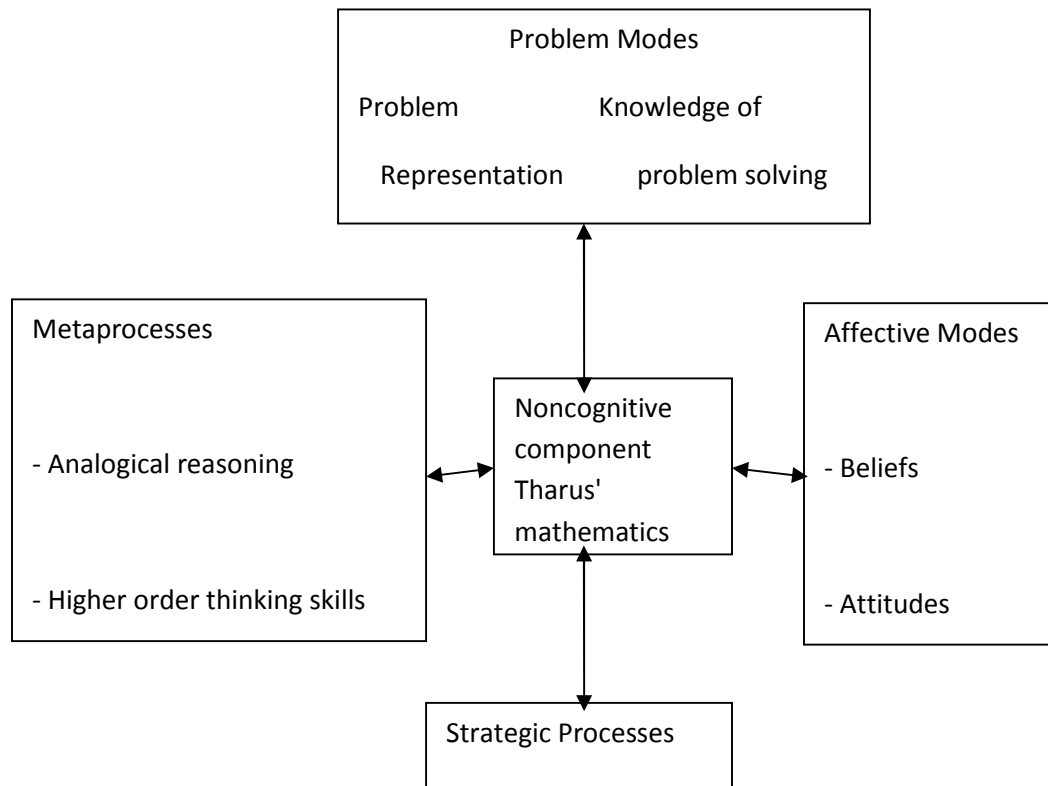 Problem Modes
Problem Knowledge of
Representation problem solving
Metaprocesses
- Analogical reasoning
- Higher order thinking skills
Noncognitive
component
Tharus'
mathematics
Affective Modes
- Beliefs
- Attitudes
Strategic Processes